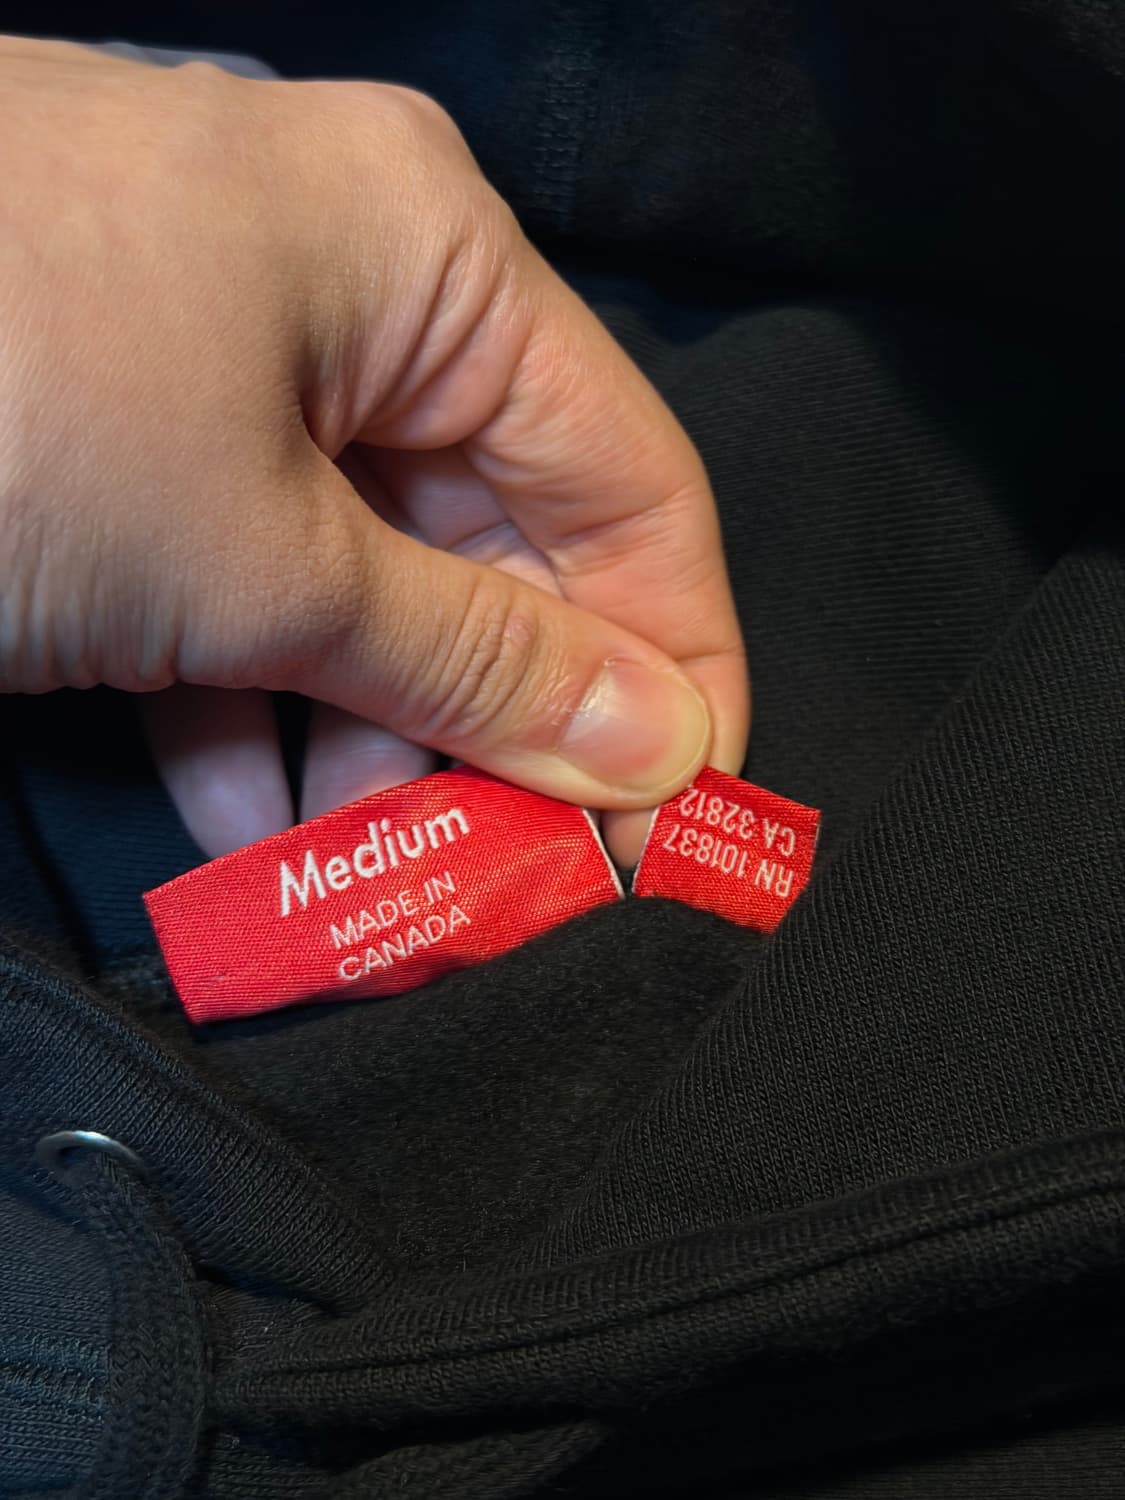 Medium
MADE IN
CANADA
RN 101837
CA 32812